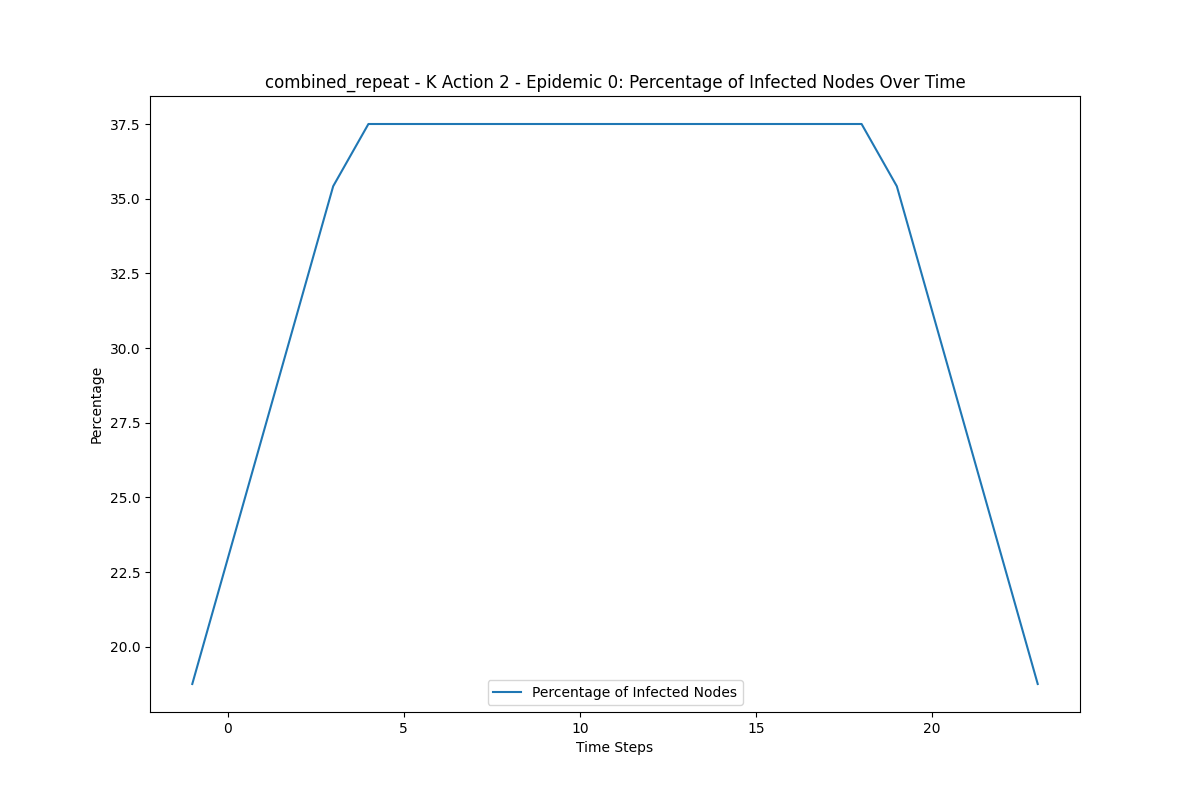 combined_repeat - K Action 2 - Epidemic 0: Percentage of Infected Nodes Over Time
37.5
35.0
32.5
30.0
27.5
25.0
22.5
20.0
Percentage
Percentage of Infected Nodes
0 5 10 15 20
Time Steps